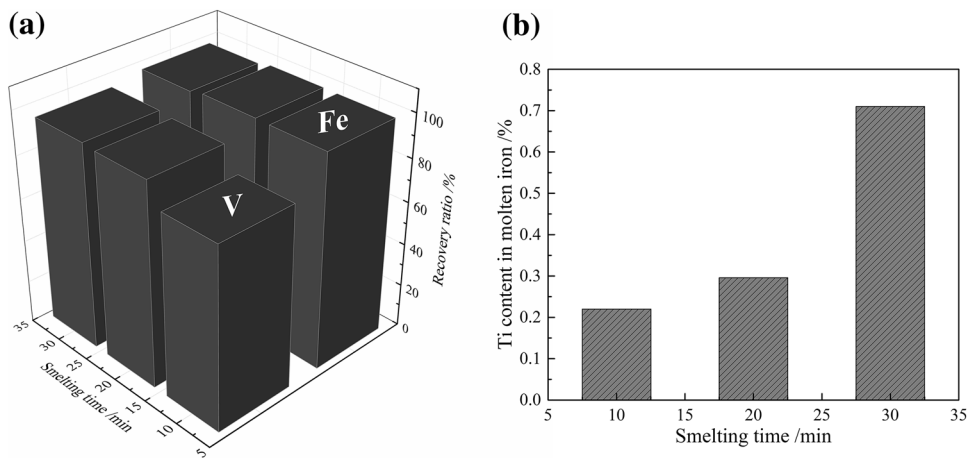 (a)
Fe
V
100
80
60
40
20
0
Recovery ratio /%
35
30
25
20
15
10
5
Smelting time /min
(b)
0.8
0.7
0.6
0.5
0.4
0.3
0.2
0.1
0.0
Ti content in molten iron /%
5 10 15 20 25 30 35
Smelting time /min